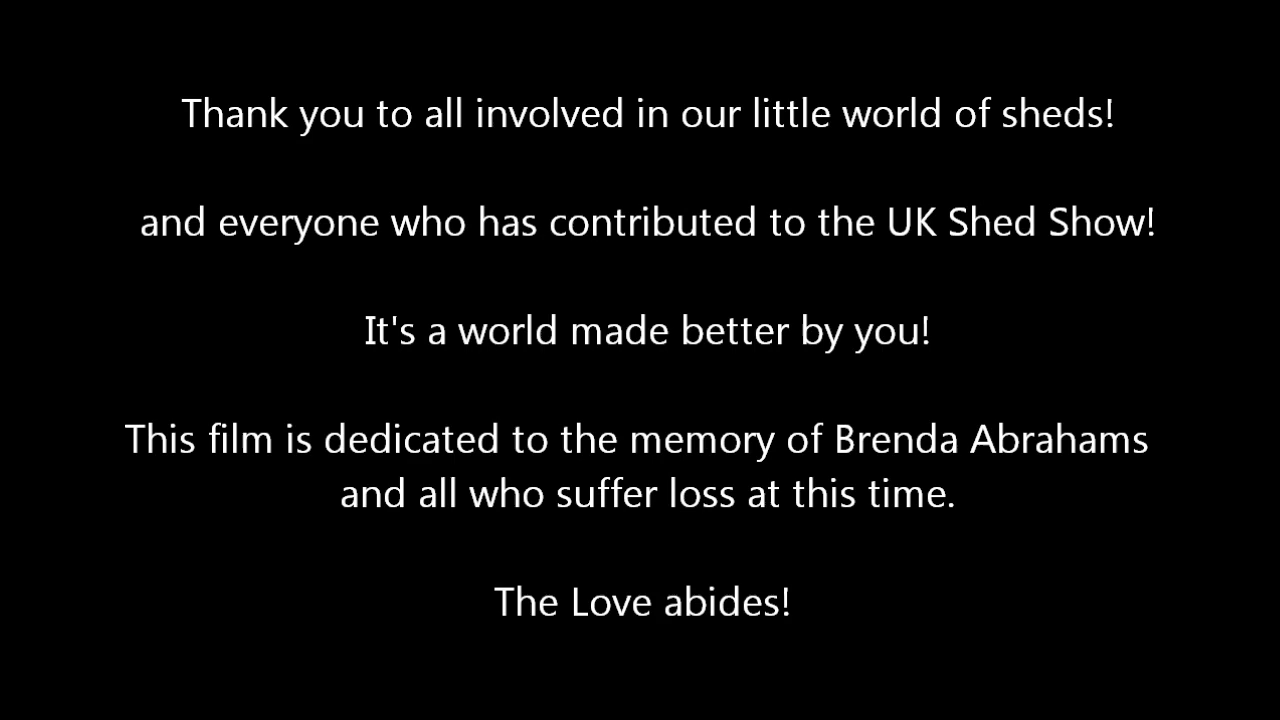 Thank you to all involved in our little world of sheds!
and everyone who has contributed to the UK Shed Show!
It's a world made better by you!
This film is dedicated to the memory of Brenda Abrahams
and all who suffer loss at this time.
The Love abides!